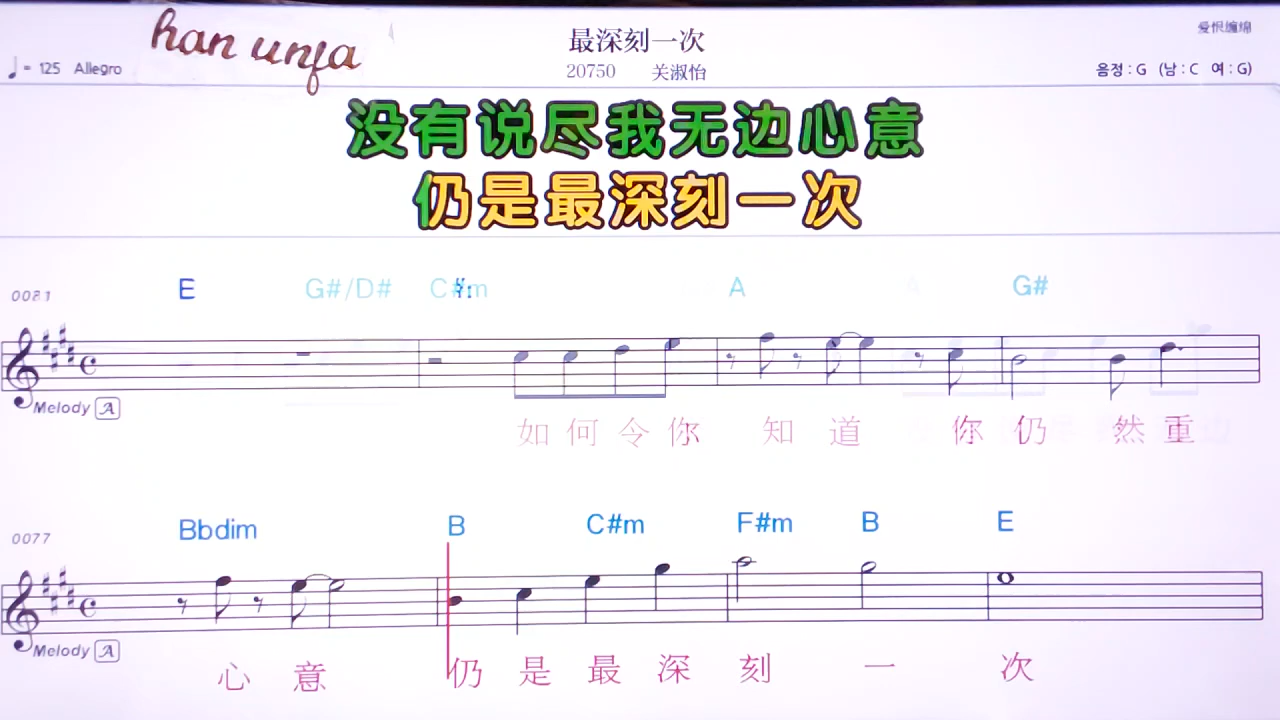 han unfa
最深刻一次
爱恨缠绵
♩= 125 Allegro
20750 关淑怡
음정 : G (남 : C 여 : G)
没有说尽我无边心意
仍是最深刻一次
0081 E G#/D# C#m A G#
Melody A
如何令你知道你仍然重
0077 Bbdim B C#m F#m B E
Melody A
心意仍是最深刻一次